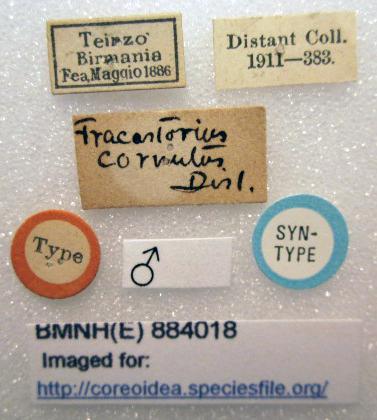 Teinzo
Birmania
Fea, Maggio 1886
Distant Coll.
1911—383.
Fracastorius
cornutus
Dist.
Type
♂
SYN-
TYPE
BMNH(E) 884018
Imaged for:
http://coreoidea.speciesfile.org/